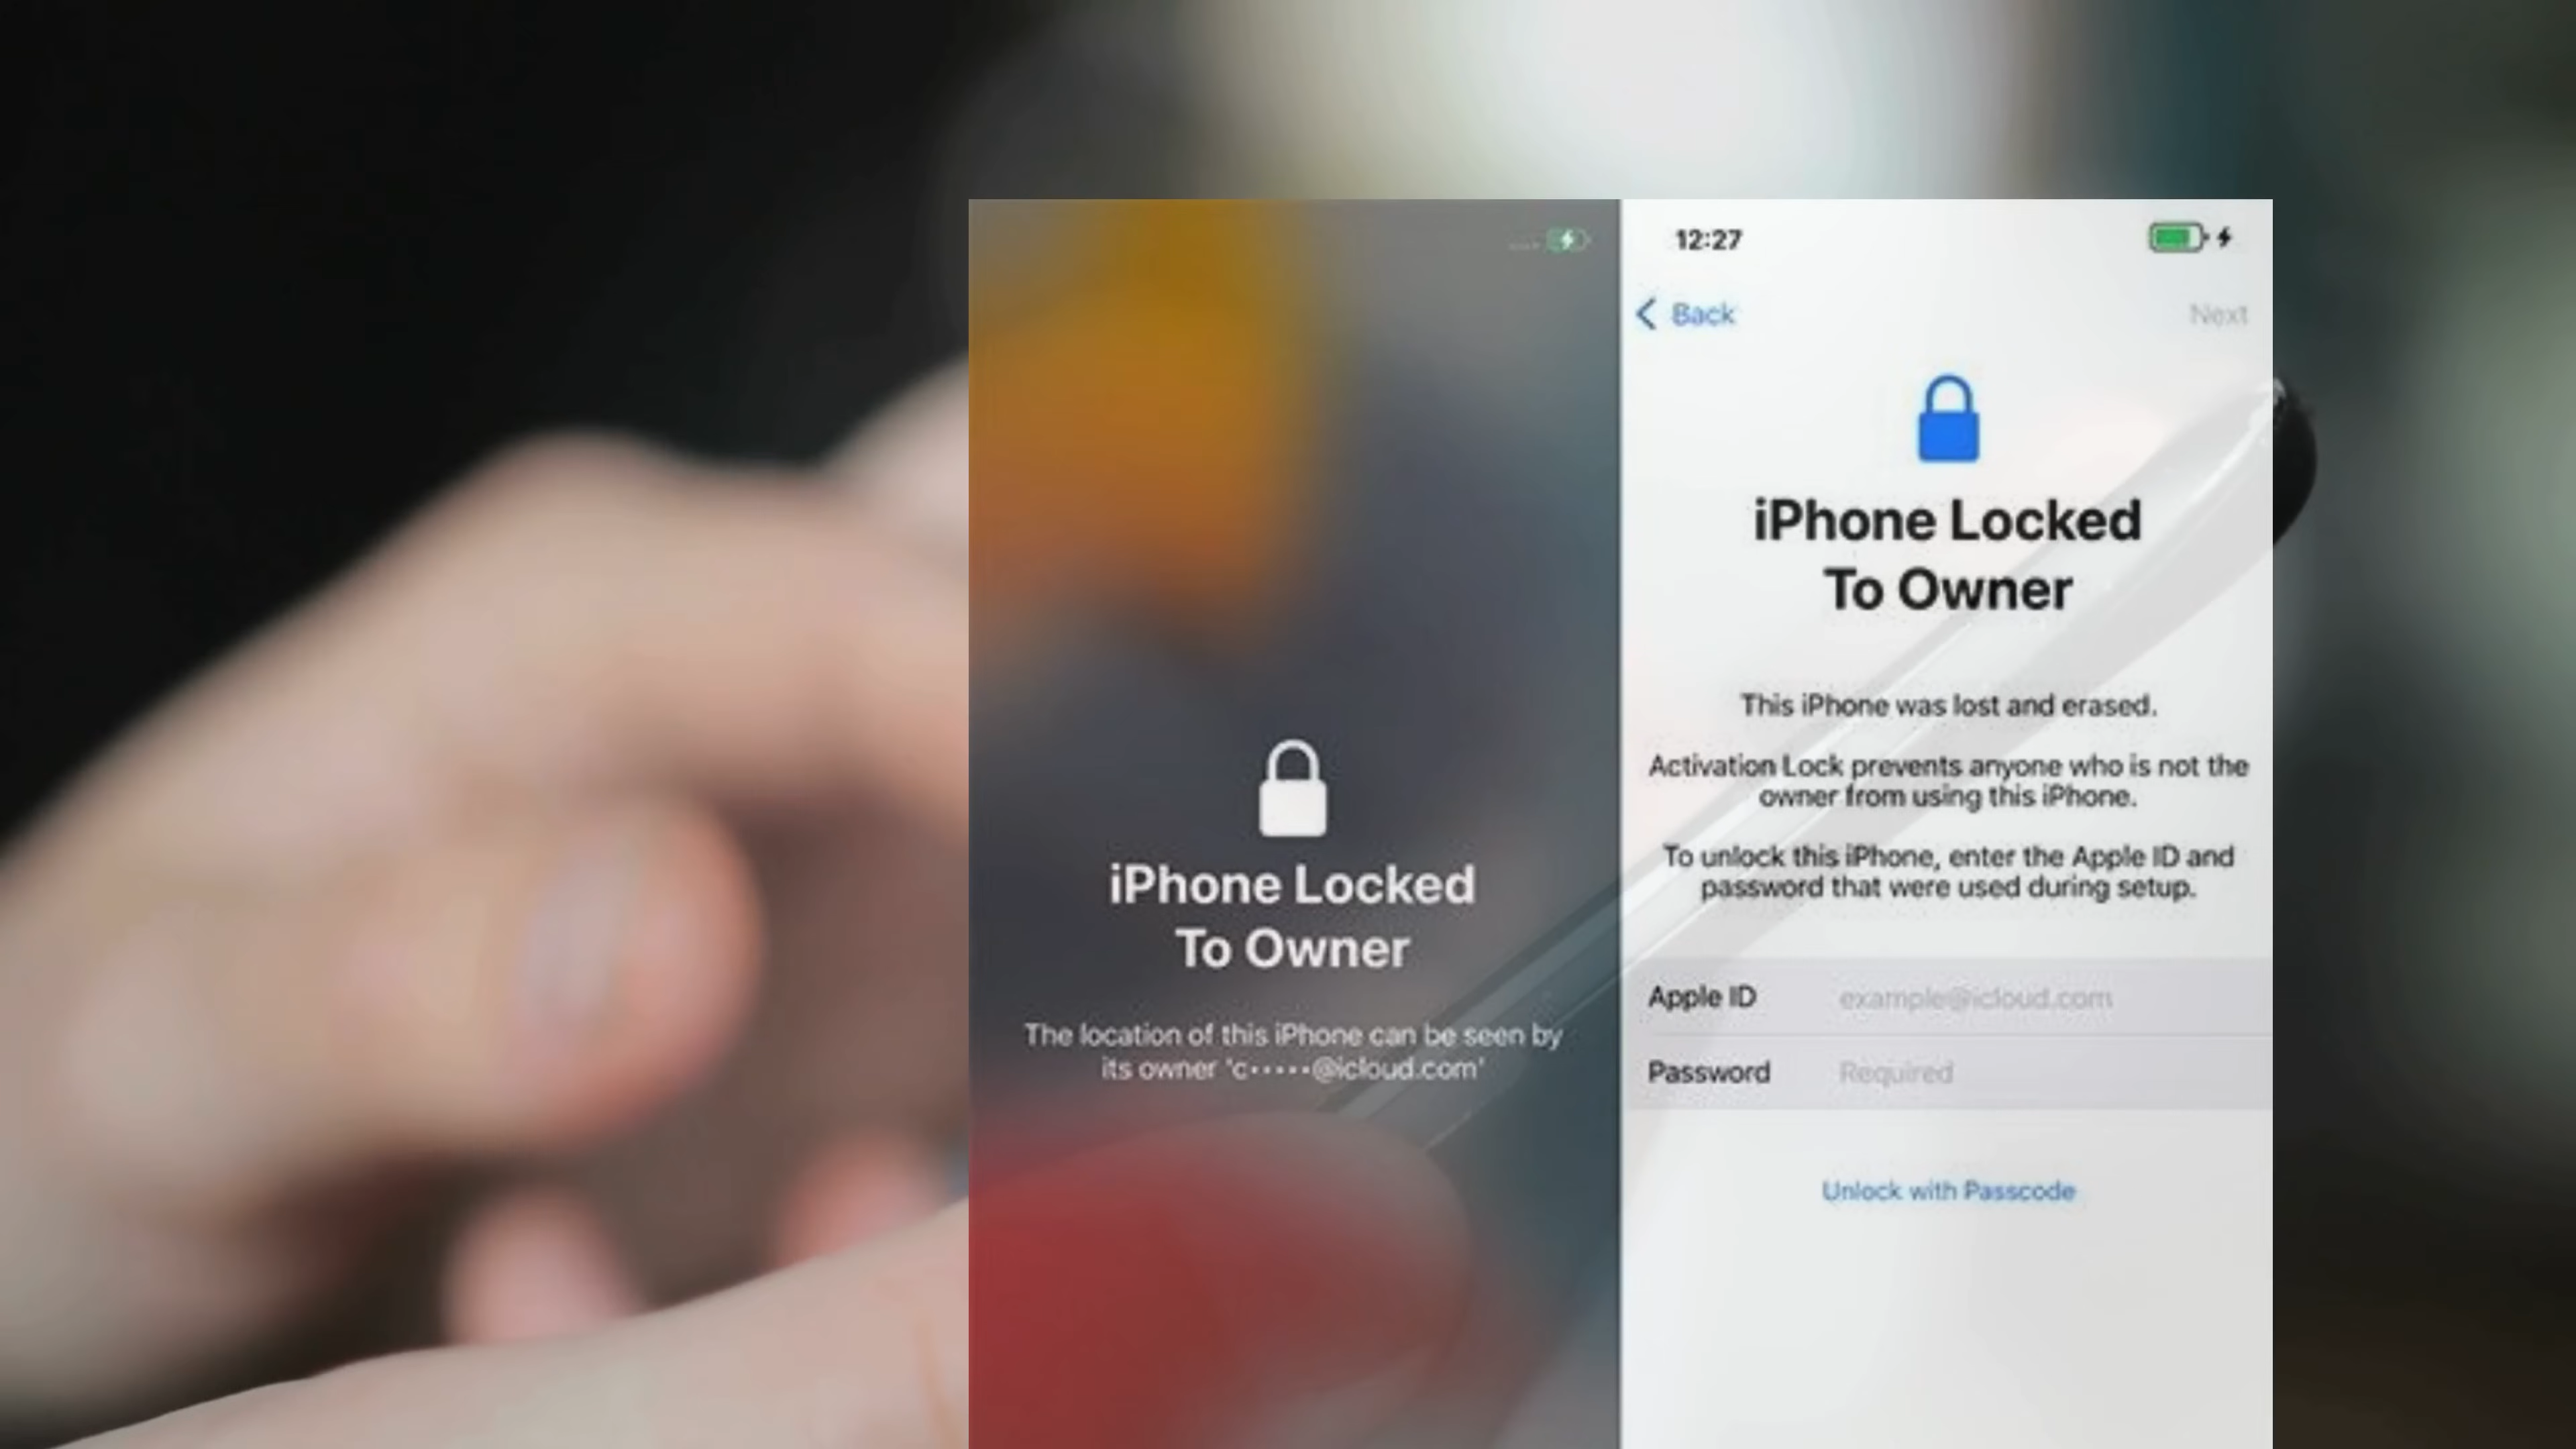 iPhone Locked
To Owner
The location of this iPhone can be seen by
its owner 'c•••••@icloud.com'
12:27
Back
Next
iPhone Locked
To Owner
This iPhone was lost and erased.
Activation Lock prevents anyone who is not the
owner from using this iPhone.
To unlock this iPhone, enter the Apple ID and
password that were used during setup.
Apple ID example@icloud.com
Password Required
Unlock with Passcode